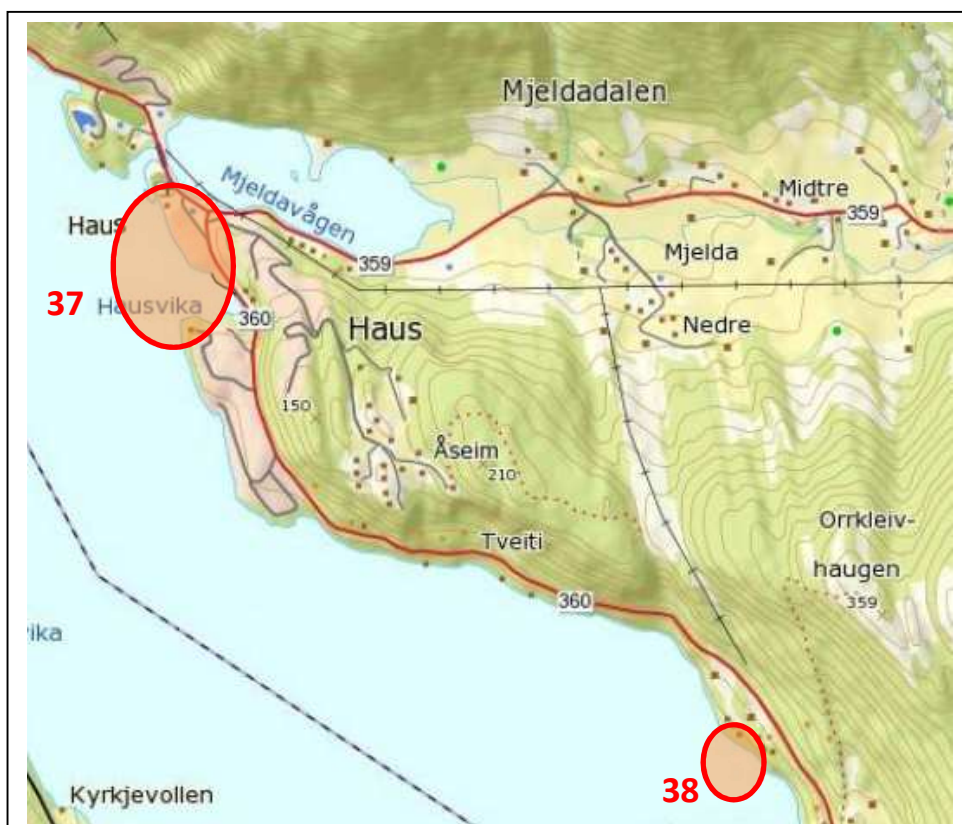 Mjeldadalen
Mjeldavågen
Midtre
359
Haus
Mjelda
359
37
Hausvika
360
Haus
Nedre
150
Åseim
210
Orrkleiv-
haugen
Tveiti
359
360
vika
38
Kyrkjevollen